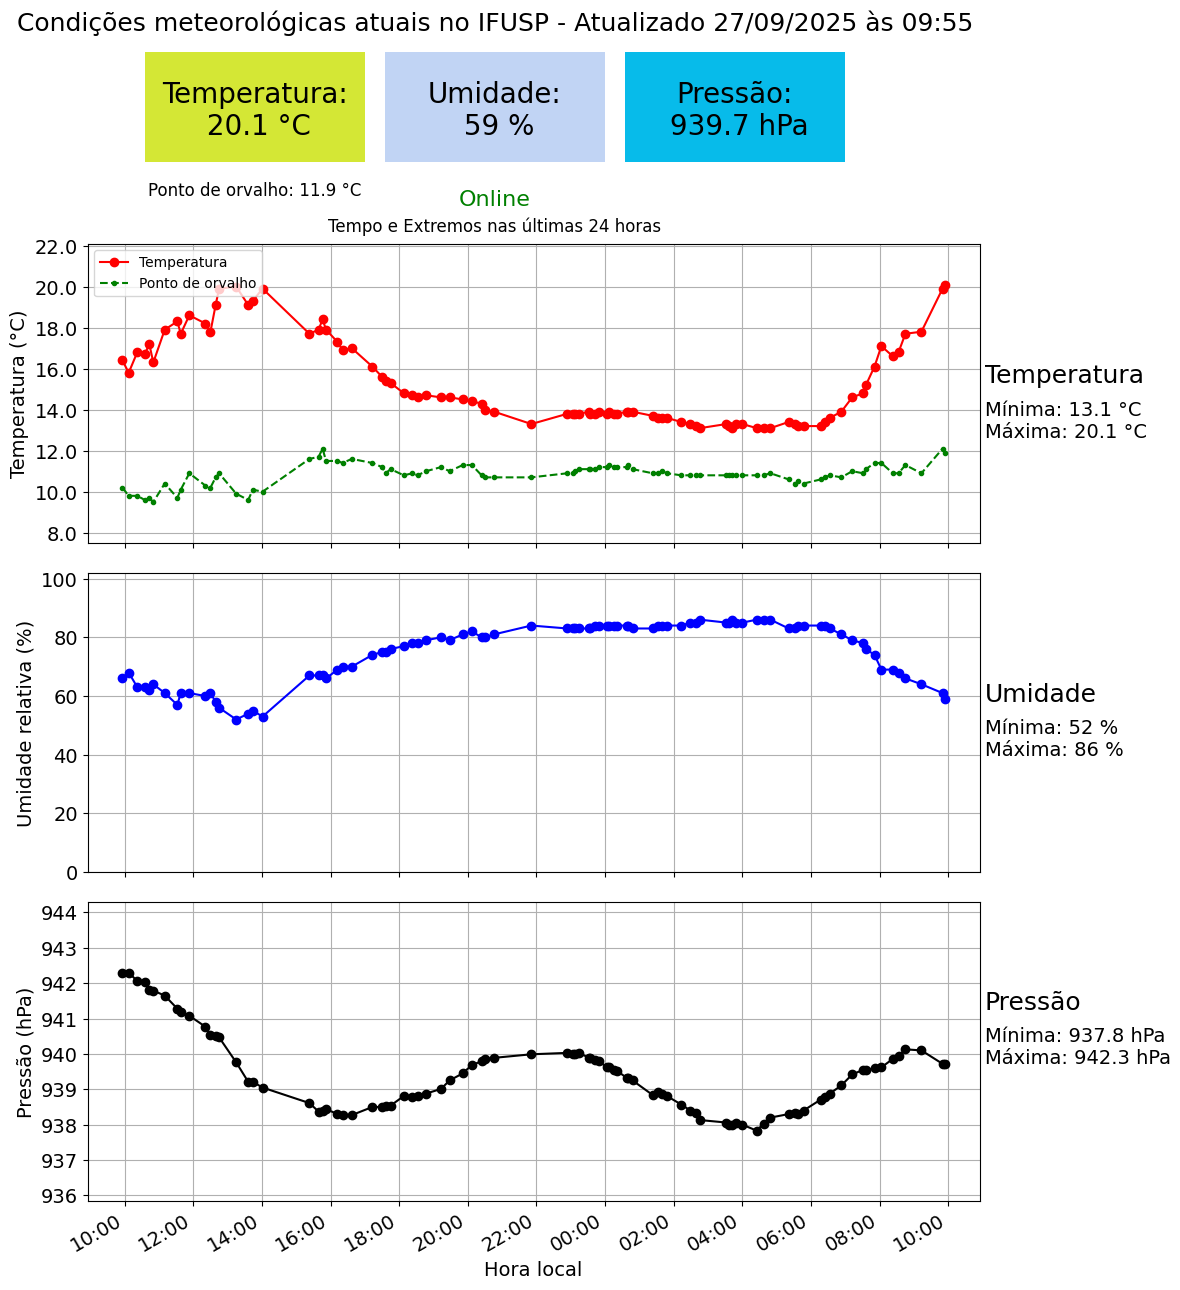 Condições meteorológicas atuais no IFUSP - Atualizado 27/09/2025 às 09:55
Temperatura:
20.1 °C
Umidade:
59 %
Pressão:
939.7 hPa
Ponto de orvalho: 11.9 °C
Online
Tempo e Extremos nas últimas 24 horas
Temperatura
Ponto de orvalho
Temperatura (°C)
22.0
20.0
18.0
16.0
14.0
12.0
10.0
8.0
Temperatura
Mínima: 13.1 °C
Máxima: 20.1 °C
Umidade relativa (%)
100
80
60
40
20
0
Umidade
Mínima: 52 %
Máxima: 86 %
Pressão (hPa)
944
943
942
941
940
939
938
937
936
Pressão
Mínima: 937.8 hPa
Máxima: 942.3 hPa
10:00 12:00 14:00 16:00 18:00 20:00 22:00 00:00 02:00 04:00 06:00 08:00 10:00
Hora local